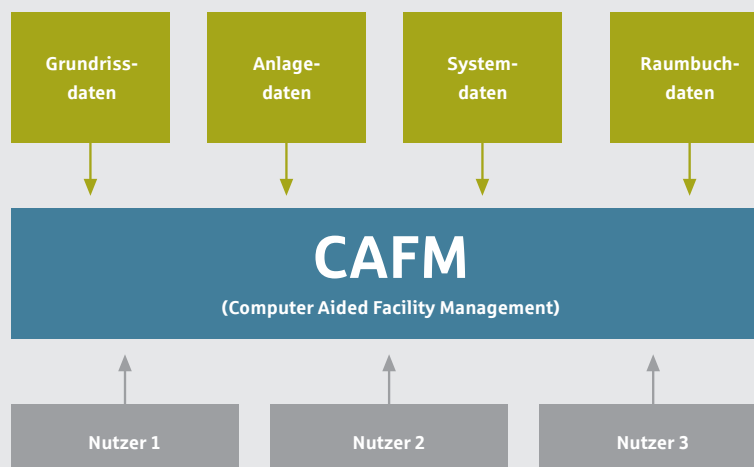 Grundriss-
daten
Anlage-
daten
System-
daten
Raumbuch-
daten
CAFM
(Computer Aided Facility Management)
Nutzer 1
Nutzer 2
Nutzer 3